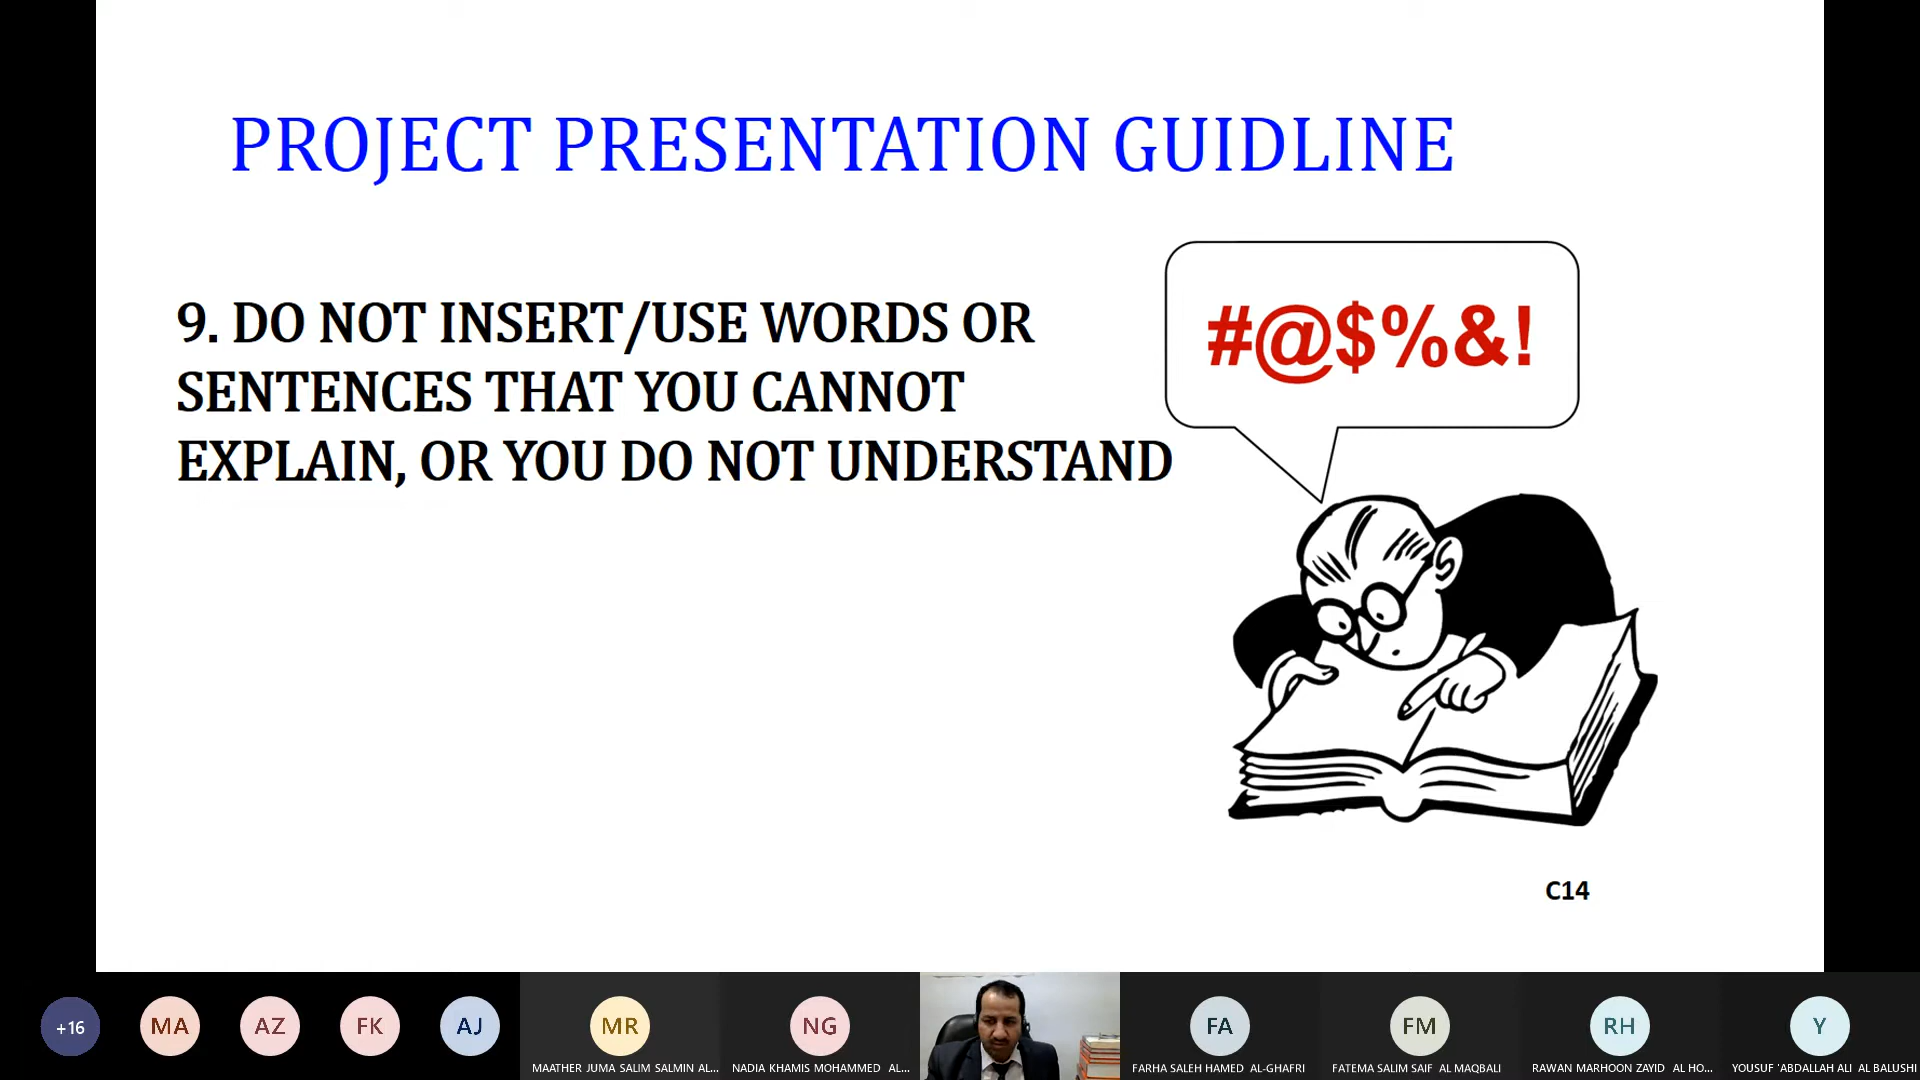 PROJECT PRESENTATION GUIDLINE
9. DO NOT INSERT/USE WORDS OR
SENTENCES THAT YOU CANNOT
EXPLAIN, OR YOU DO NOT UNDERSTAND
#@$%&!
C14
+16
MA
AZ
FK
AJ
MR
NG
FA
FM
RH
Y
MAATHER JUMA SALIM SALMIN AL...
NADIA KHAMIS MOHAMMED AL...
FARHA SALEH HAMED AL-GHAFRI
FATEMA SALIM SAIF AL MAQBALI
RAWAN MARHOON ZAYID AL HO...
YOUSUF 'ABDALLAH ALI AL BALUSHI